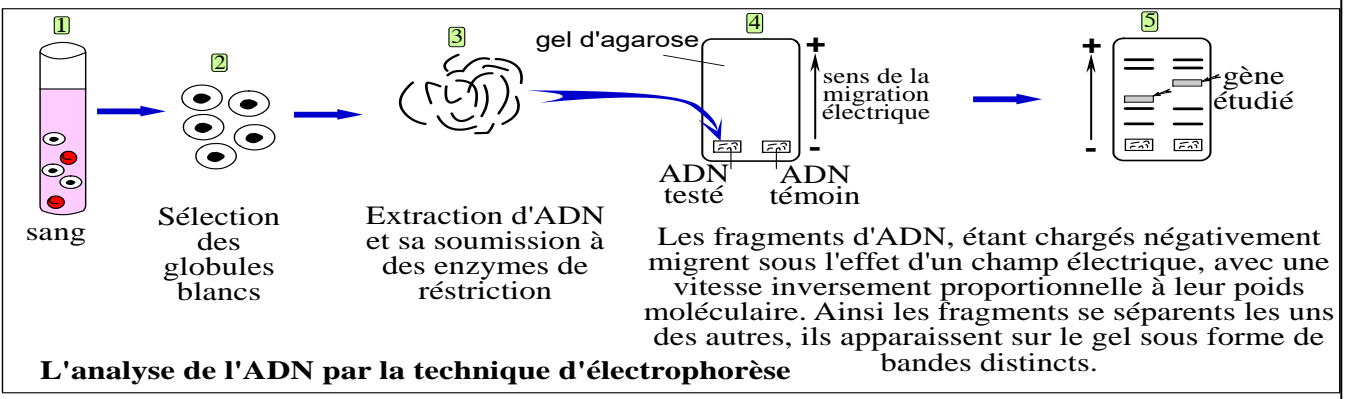 1
sang
2
Sélection
des
globules
blancs
3
Extraction d'ADN
et sa soumission à
des enzymes de
réstriction
4
gel d'agarose
+
sens de la
migration
électrique
-
ADN
testé
ADN
témoin
5
+
-
gène
étudié
Les fragments d'ADN, étant chargés négativement
migrent sous l'effet d'un champ électrique, avec une
vitesse inversement proportionnelle à leur poids
moléculaire. Ainsi les fragments se séparents les uns
des autres, ils apparaissent sur le gel sous forme de
bandes distincts.
L'analyse de l'ADN par la technique d'électrophorèse